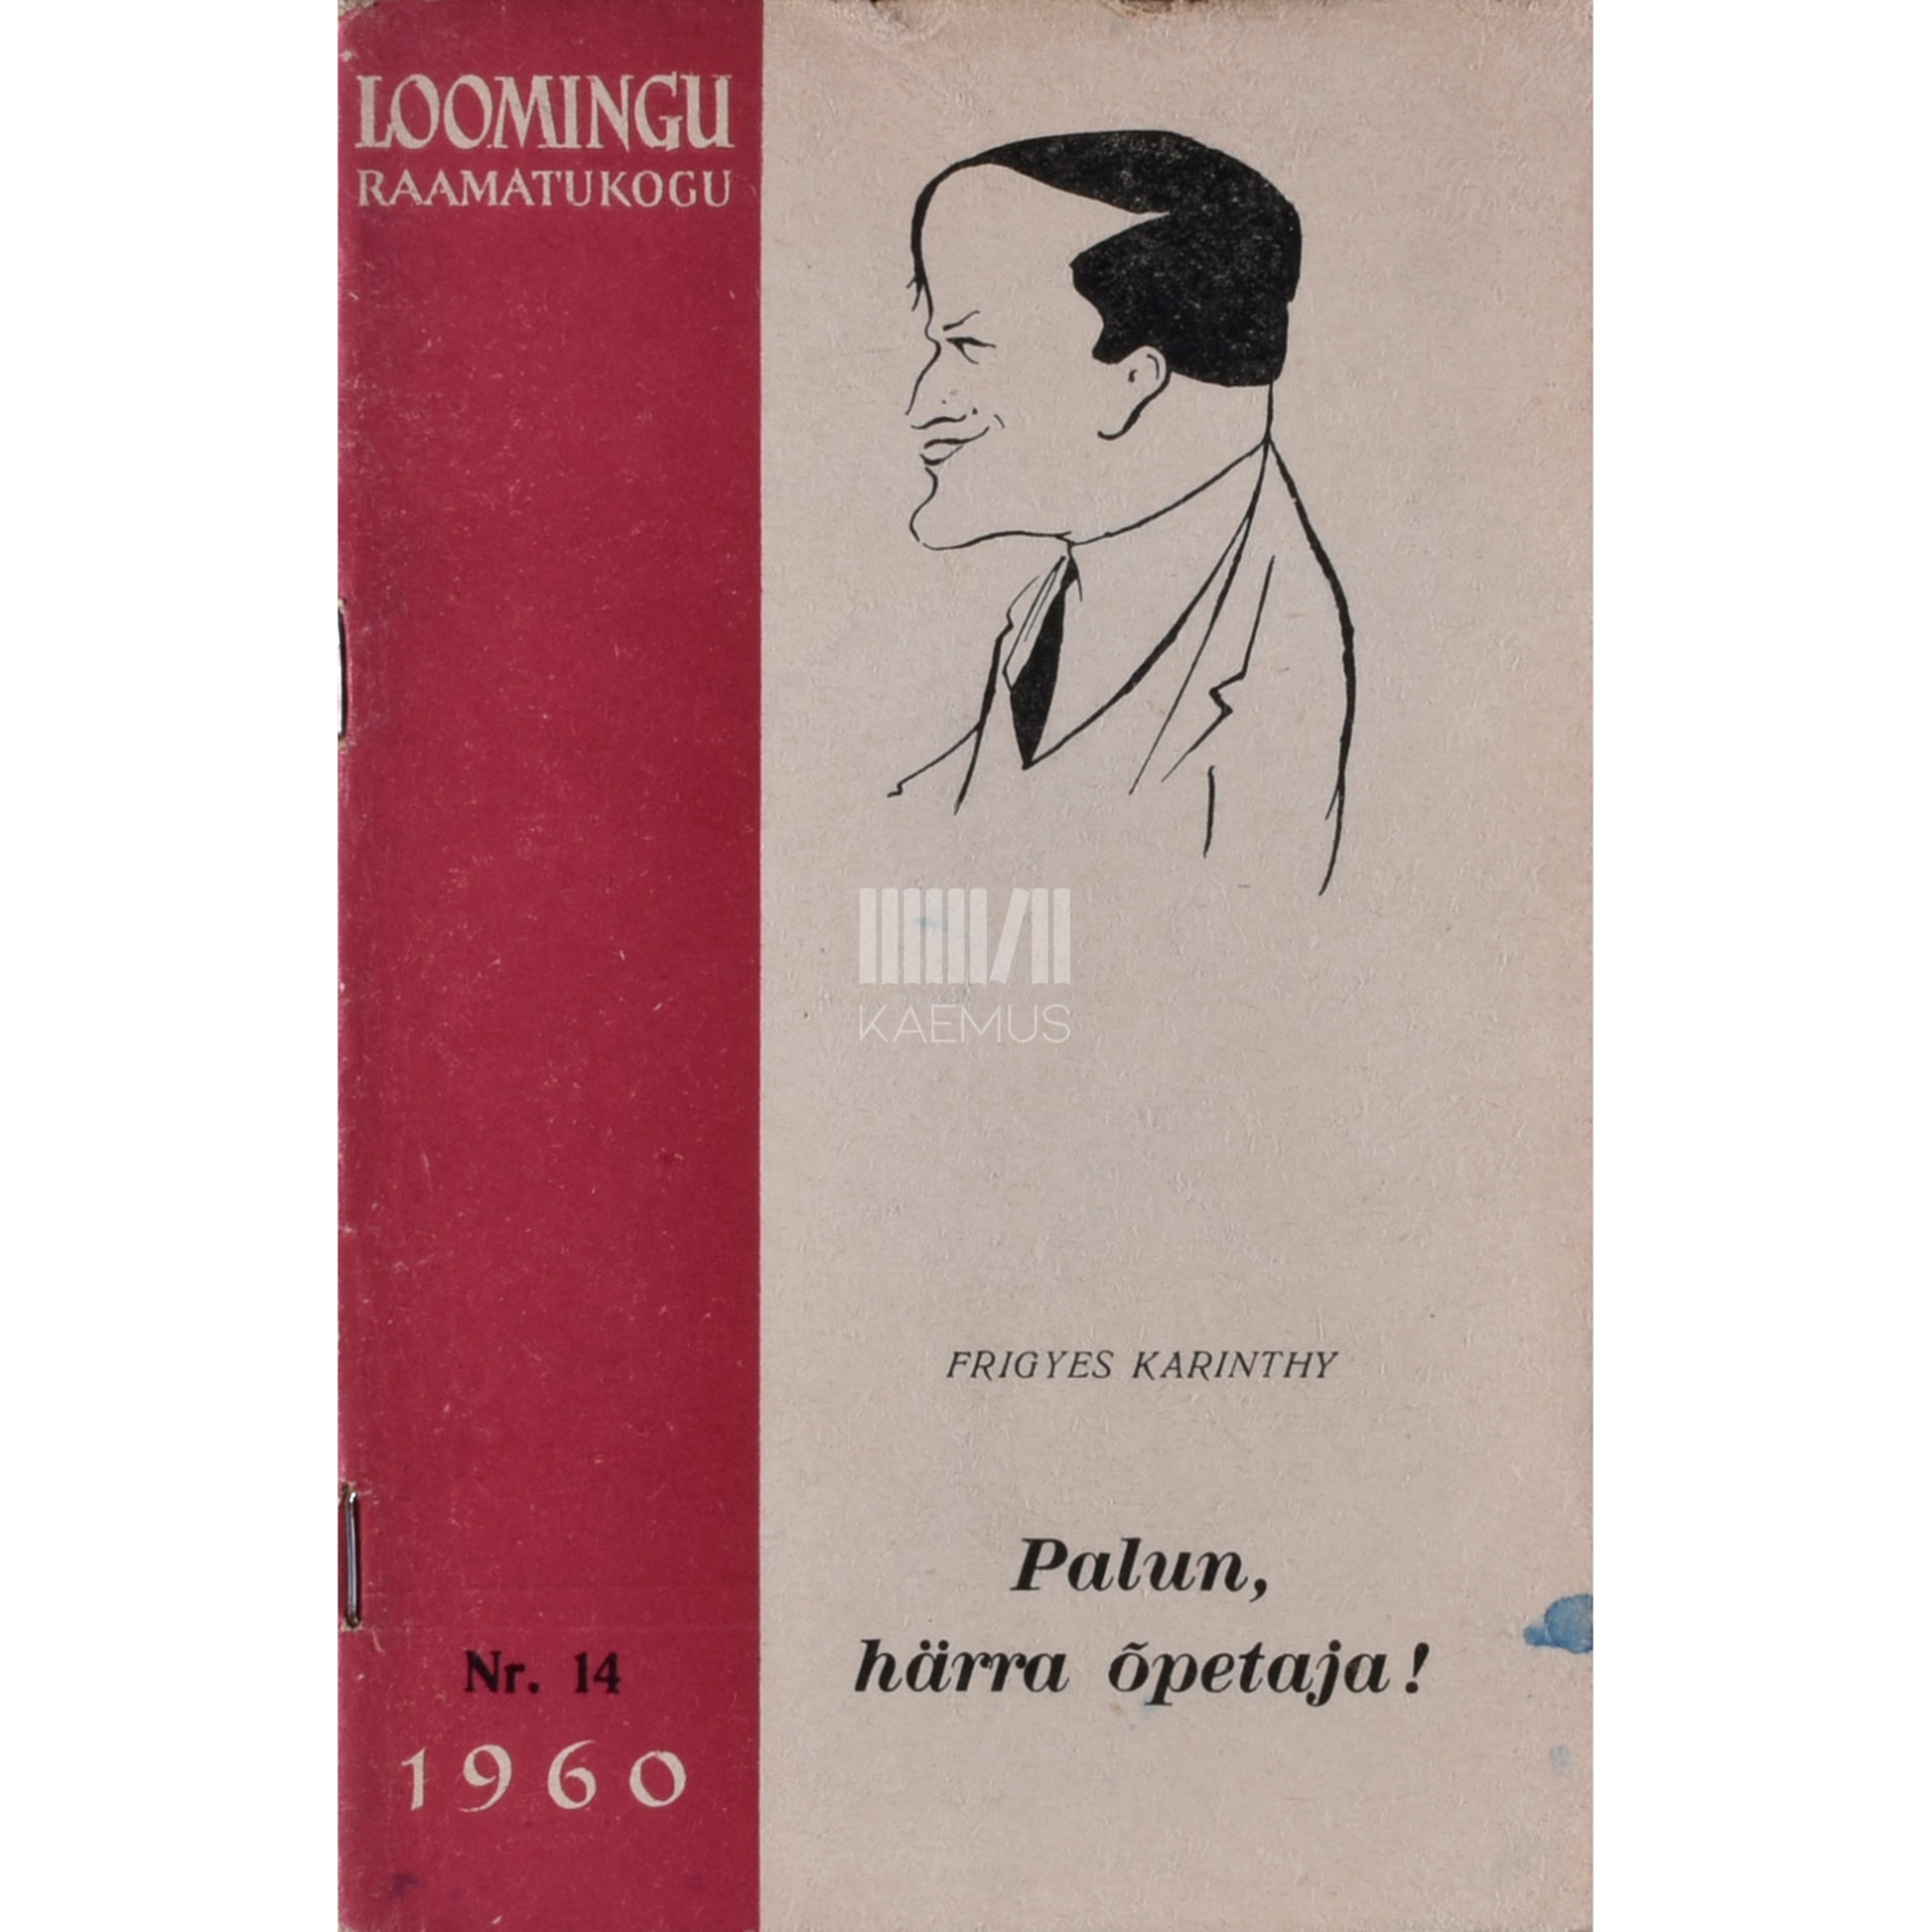 LOOMINGU
RAAMATUKOGU
KAEMUS
FRIGYES KARINTHY
Palun,
härra õpetaja!
Nr. 14
1960